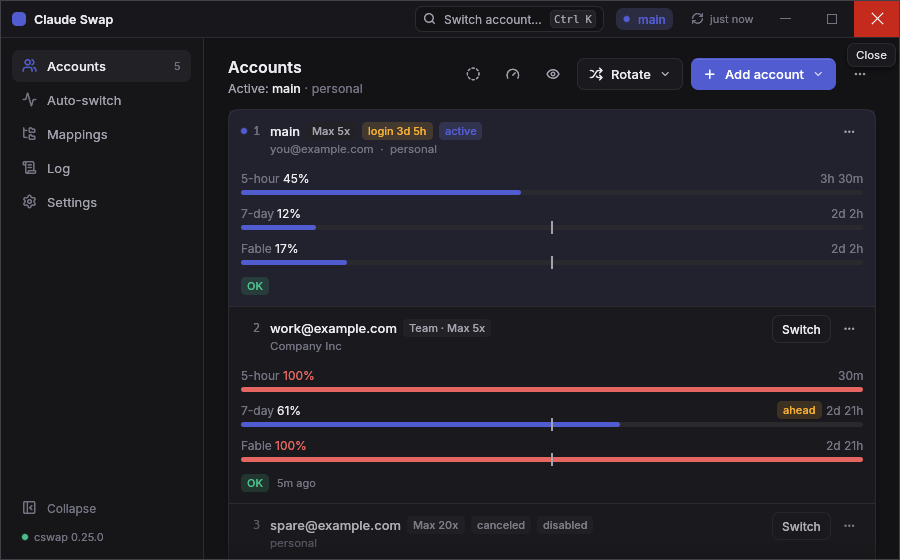 Claude Swap
Switch account... Ctrl K
main
just now
Close
Accounts 5
Auto-switch
Mappings
Log
Settings
Collapse
cswap 0.25.0
Accounts
Active: main · personal
Rotate
+ Add account
1 main Max 5x login 3d 5h active
you@example.com · personal
5-hour 45% 3h 30m
7-day 12% 2d 2h
Fable 17% 2d 2h
OK
2 work@example.com Team · Max 5x Switch
Company Inc
5-hour 100% 30m
7-day 61% ahead 2d 21h
Fable 100% 2d 21h
OK 5m ago
3 spare@example.com Max 20x canceled disabled Switch
personal